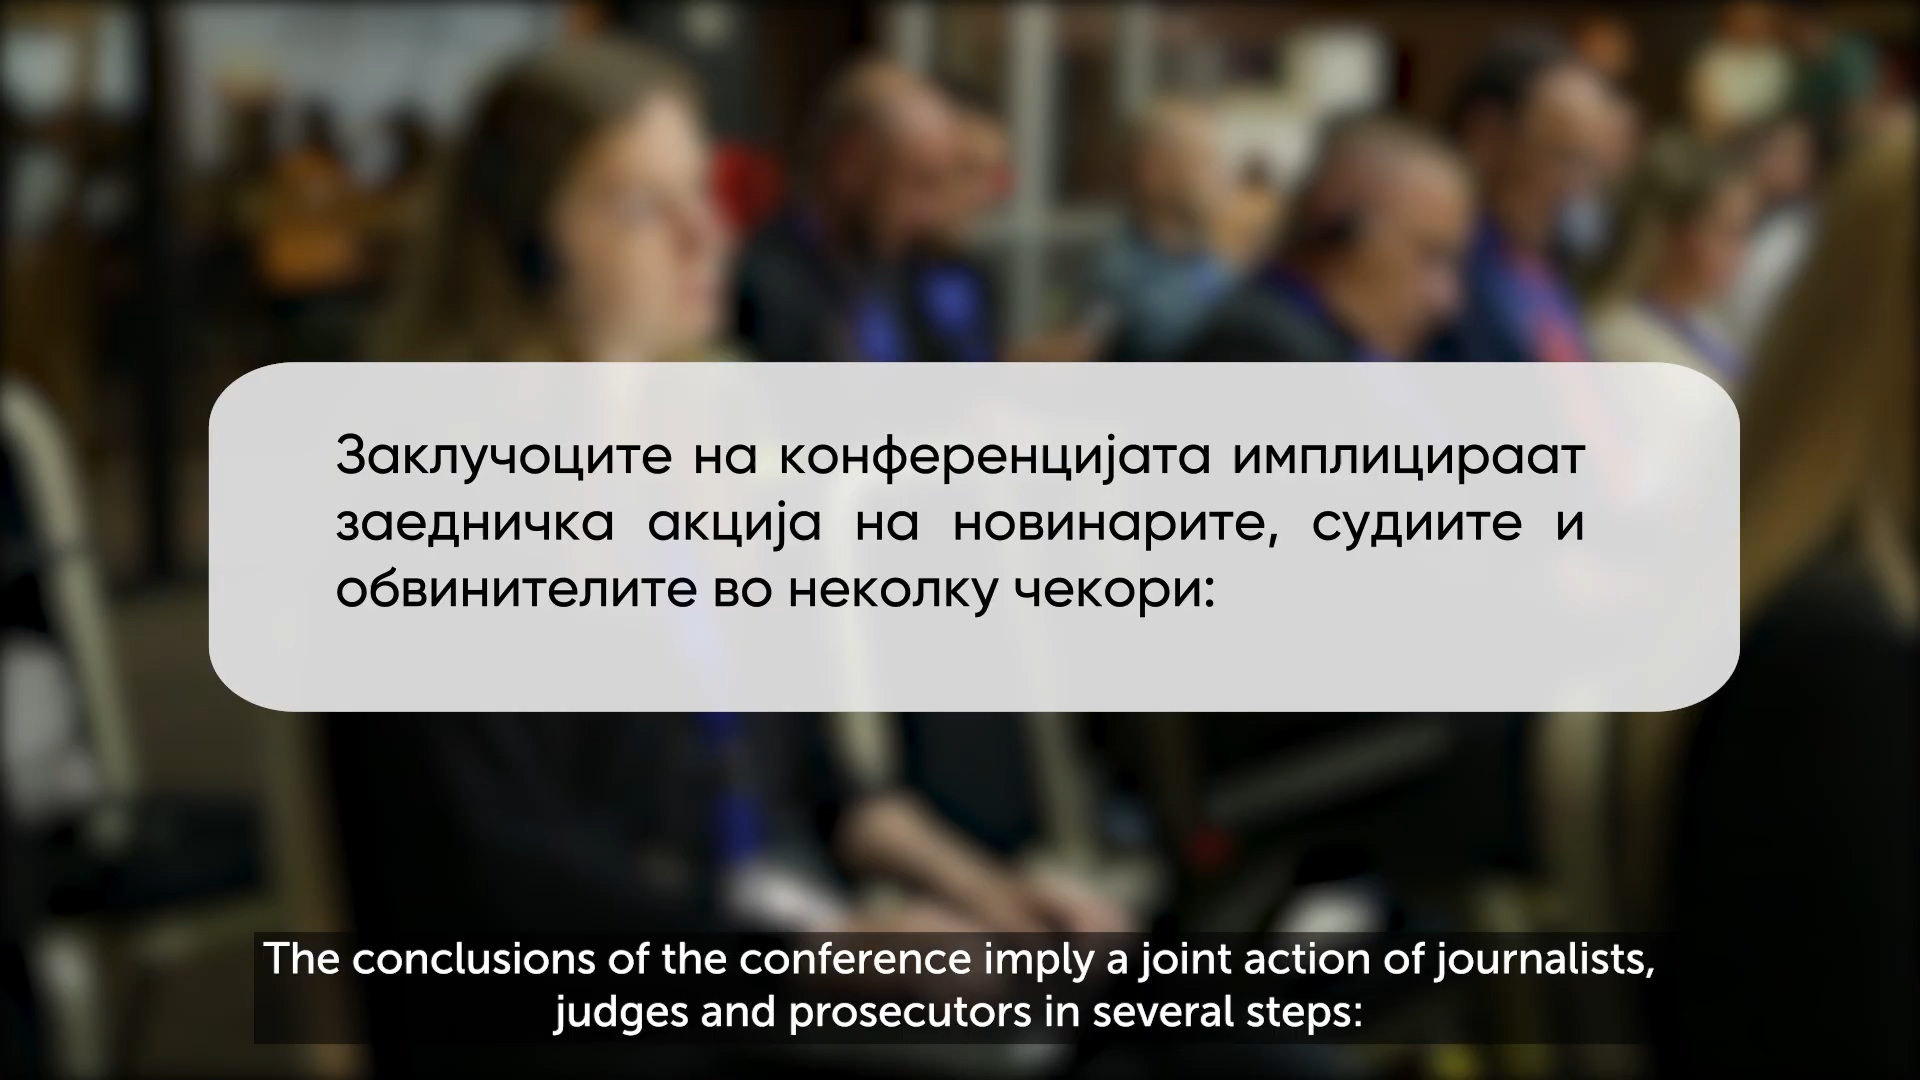 Заклучоците на конференцијата имплицираат
заедничка акција на новинарите, судиите и
обвинителите во неколку чекори:
The conclusions of the conference imply a joint action of journalists,
judges and prosecutors in several steps: